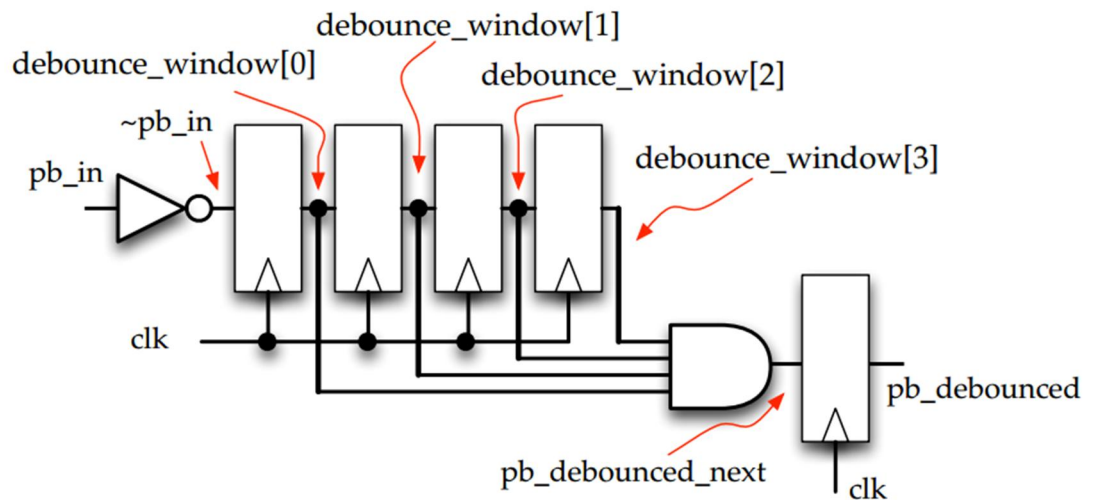 debounce_window[1]
debounce_window[0]
debounce_window[2]
~pb_in
debounce_window[3]
pb_in
clk
pb_debounced
pb_debounced_next
clk